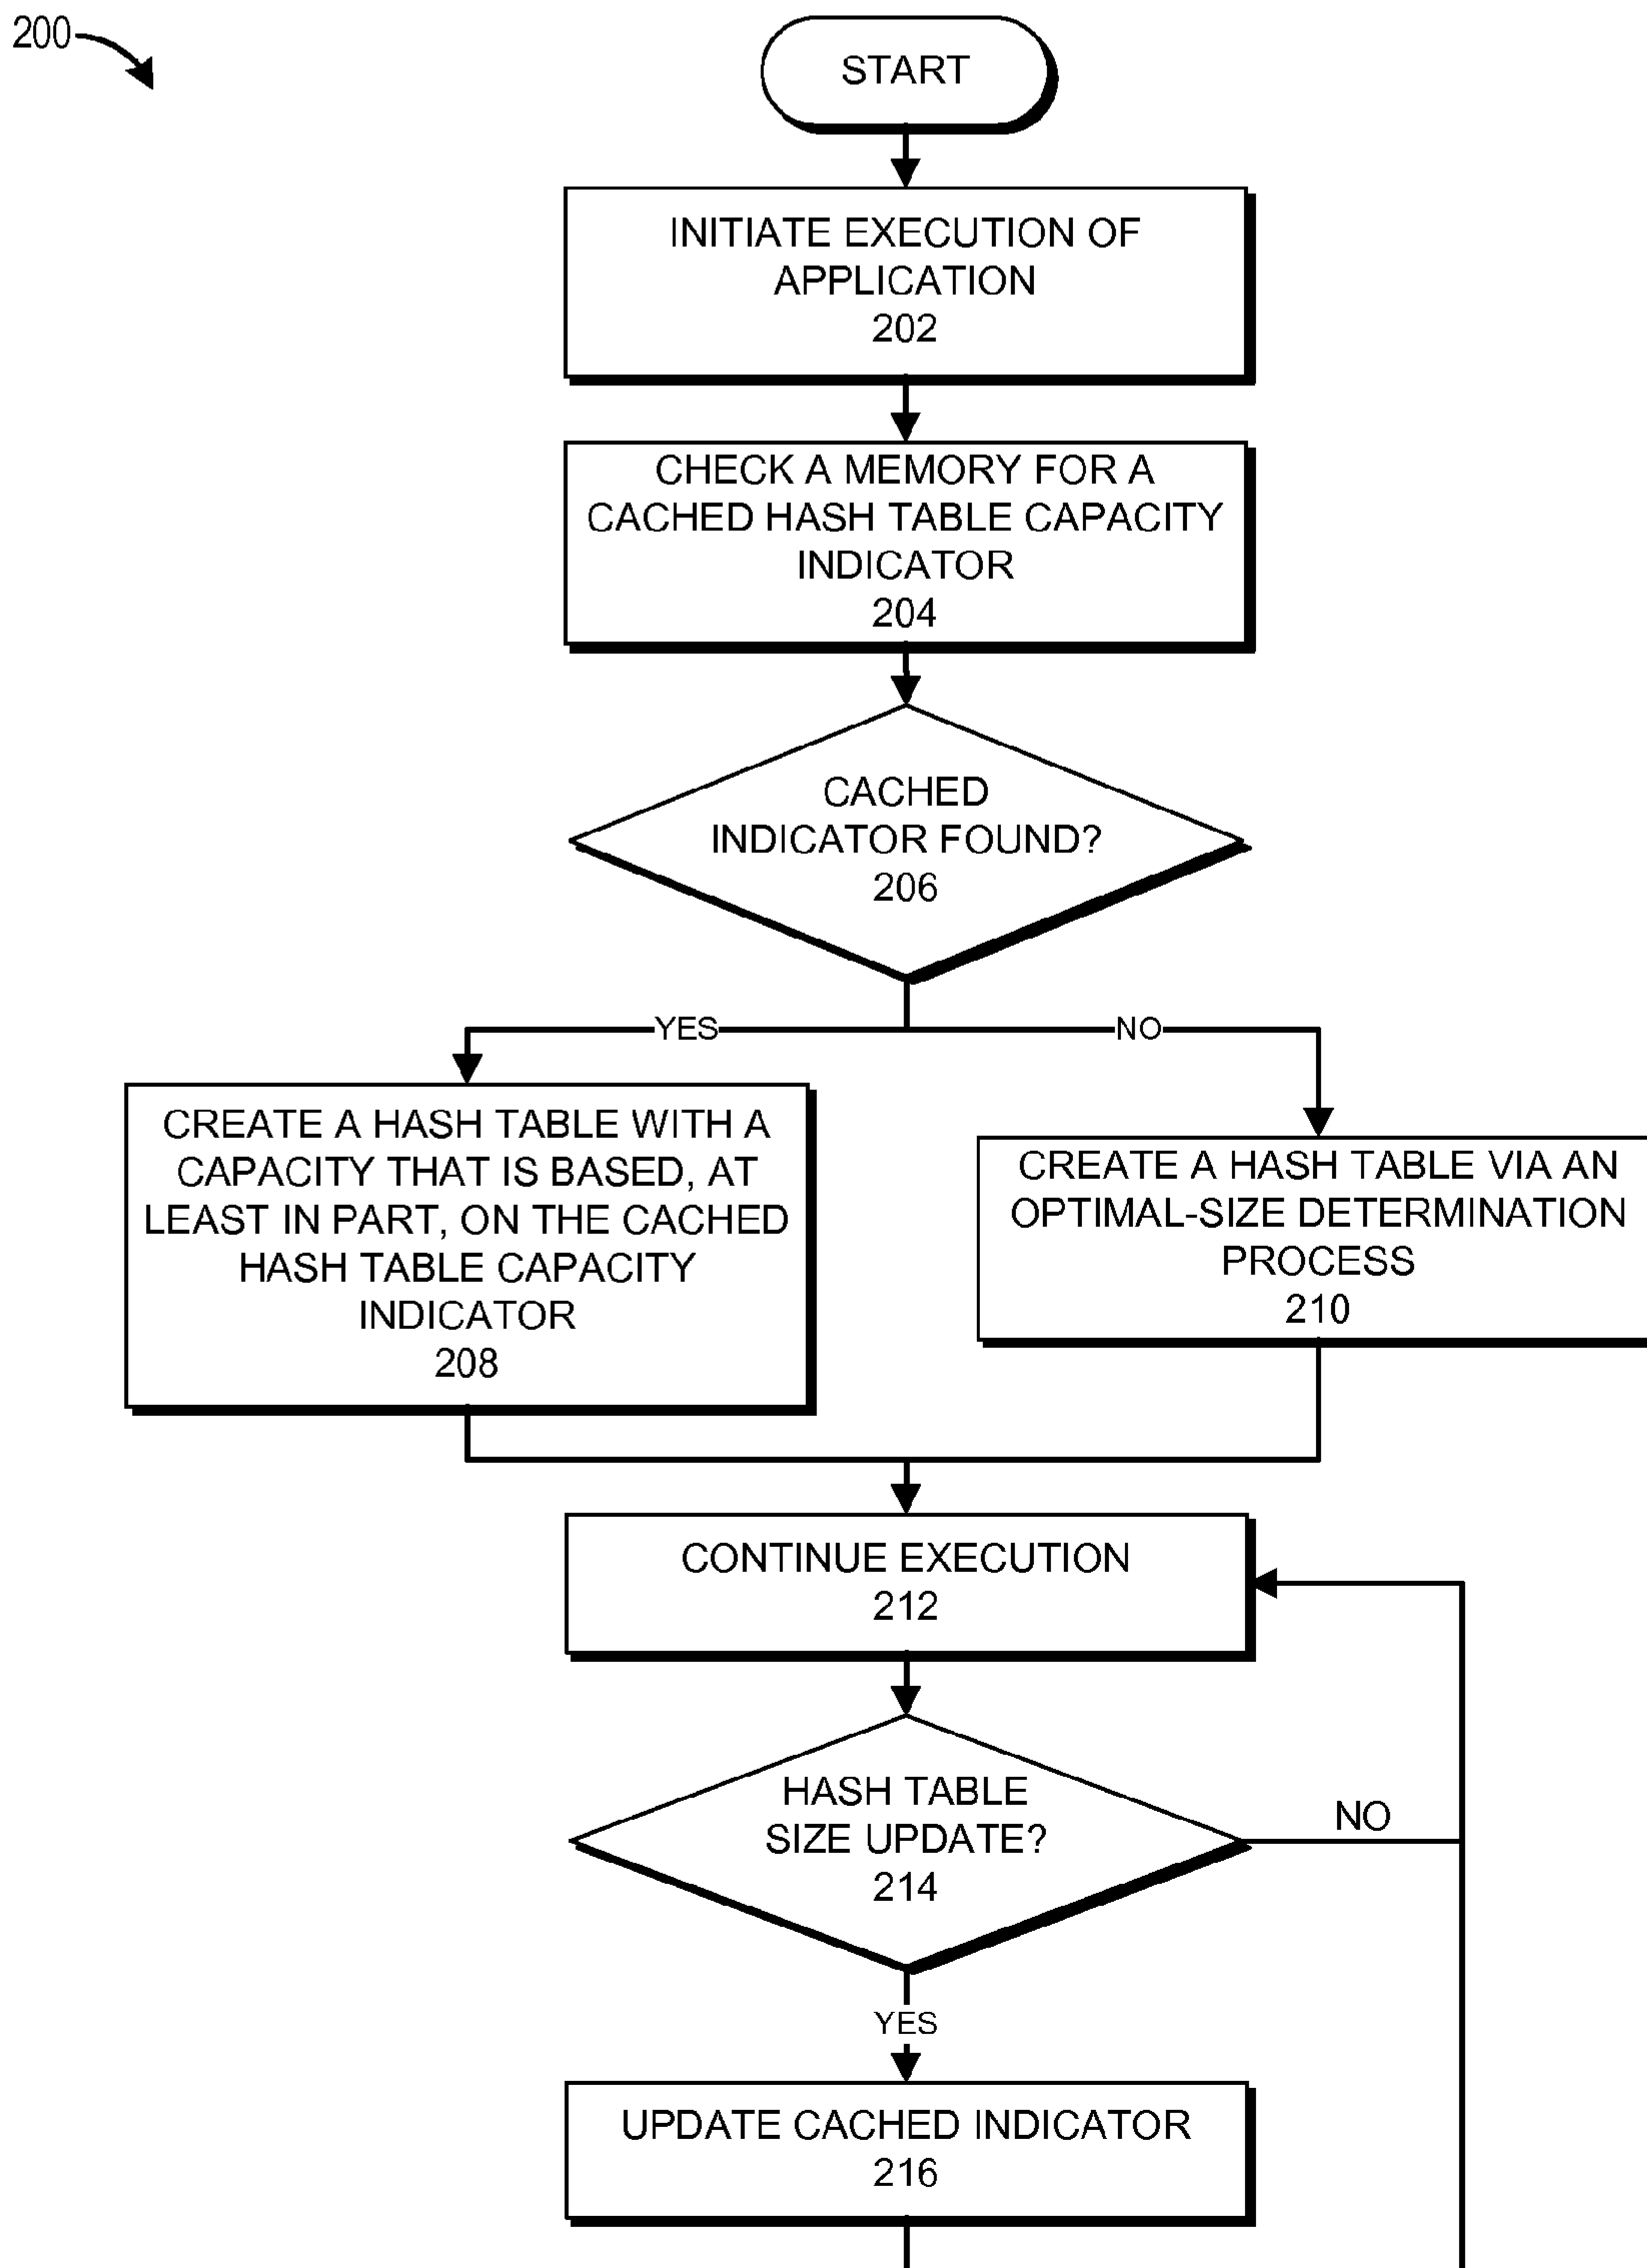 200
START
INITIATE EXECUTION OF
APPLICATION
202
CHECK A MEMORY FOR A
CACHED HASH TABLE CAPACITY
INDICATOR
204
CACHED
INDICATOR FOUND?
206
YES
NO
CREATE A HASH TABLE WITH A
CAPACITY THAT IS BASED, AT
LEAST IN PART, ON THE CACHED
HASH TABLE CAPACITY
INDICATOR
208
CREATE A HASH TABLE VIA AN
OPTIMAL-SIZE DETERMINATION
PROCESS
210
CONTINUE EXECUTION
212
HASH TABLE
SIZE UPDATE?
214
NO
YES
UPDATE CACHED INDICATOR
216